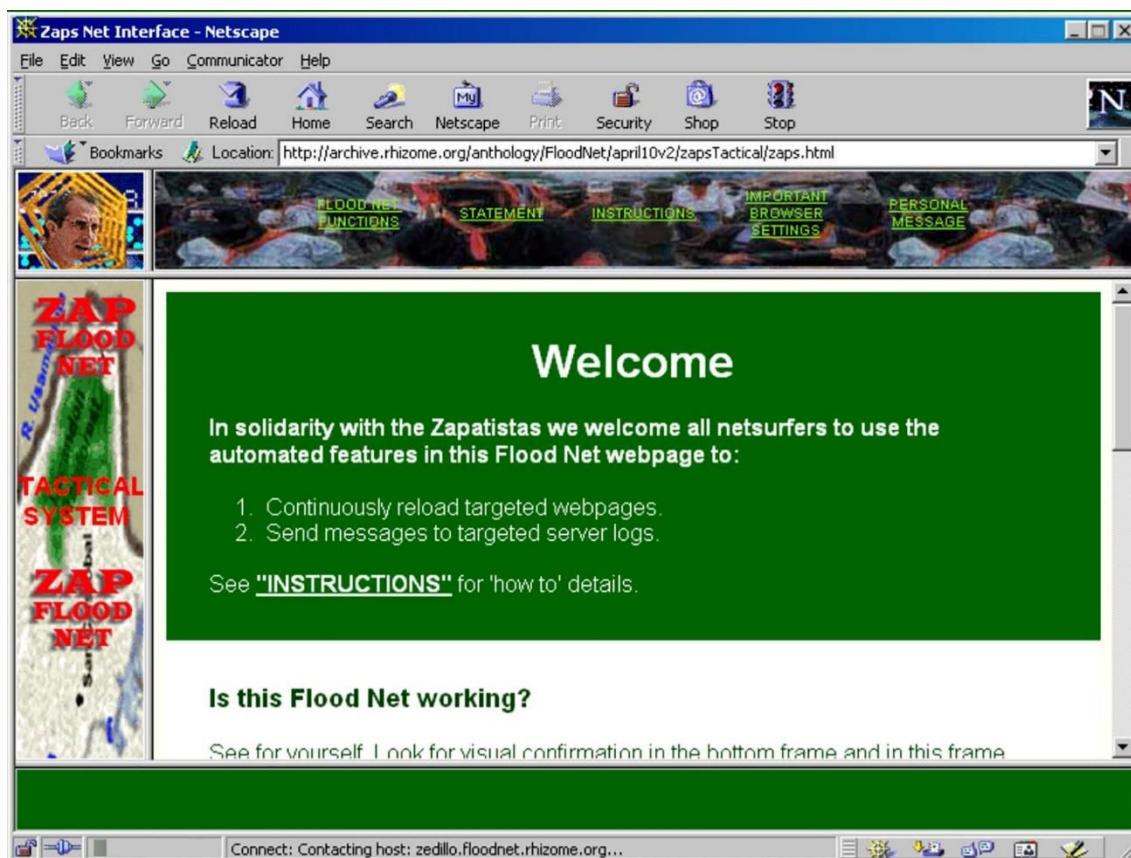 Zaps Net Interface - Netscape
File Edit View Go Communicator Help
Back Forward Reload Home Search Netscape Print Security Shop Stop
My
N
Bookmarks Location: http://archive.rhizome.org/anthology/FloodNet/april10v2/zapsTactical/zaps.html
FLOOD NET
FUNCTIONS
STATEMENT
INSTRUCTIONS
IMPORTANT
BROWSER
SETTINGS
PERSONAL
MESSAGE
ZAP
FLOOD
NET
TACTICAL
SYSTEM
ZAP
FLOOD
NET
Welcome
In solidarity with the Zapatistas we welcome all netsurfers to use the
automated features in this Flood Net webpage to:
1. Continuously reload targeted webpages.
2. Send messages to targeted server logs.
See "INSTRUCTIONS" for 'how to' details.
Is this Flood Net working?
See for yourself. Look for visual confirmation in the bottom frame and in this frame
Connect: Contacting host: zedillo.floodnet.rhizome.org...